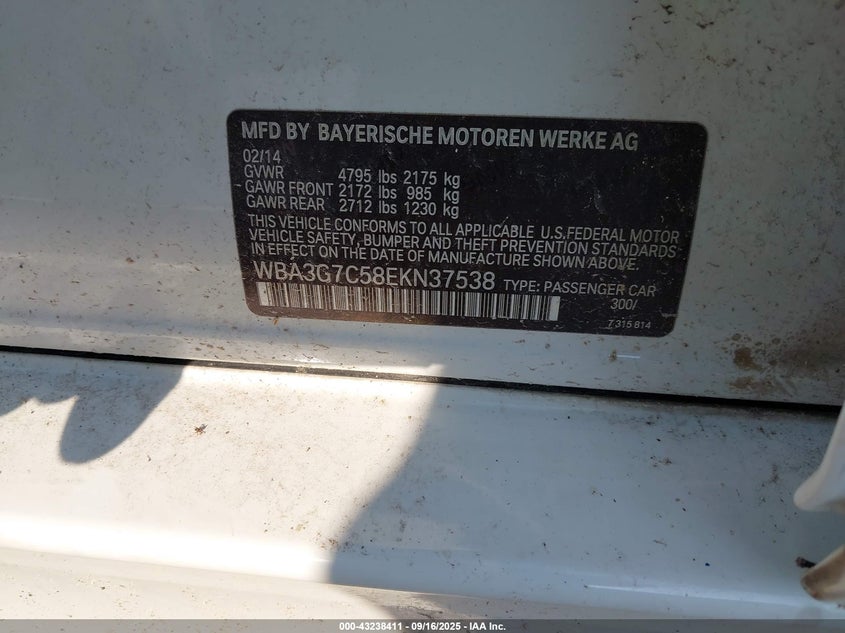 MFD BY BAYERISCHE MOTOREN WERKE AG
02/14
GVWR 4795 lbs 2175 kg
GAWR FRONT 2172 lbs 985 kg
GAWR REAR 2712 lbs 1230 kg
THIS VEHICLE CONFORMS TO ALL APPLICABLE U.S.FEDERAL MOTOR
VEHICLE SAFETY, BUMPER AND THEFT PREVENTION STANDARDS
IN EFFECT ON THE DATE OF MANUFACTURE SHOWN ABOVE.
WBA3G7C58EKN37538 TYPE: PASSENGER CAR
300/
7 315 814
000-43238411 - 09/16/2025 - IAA Inc.